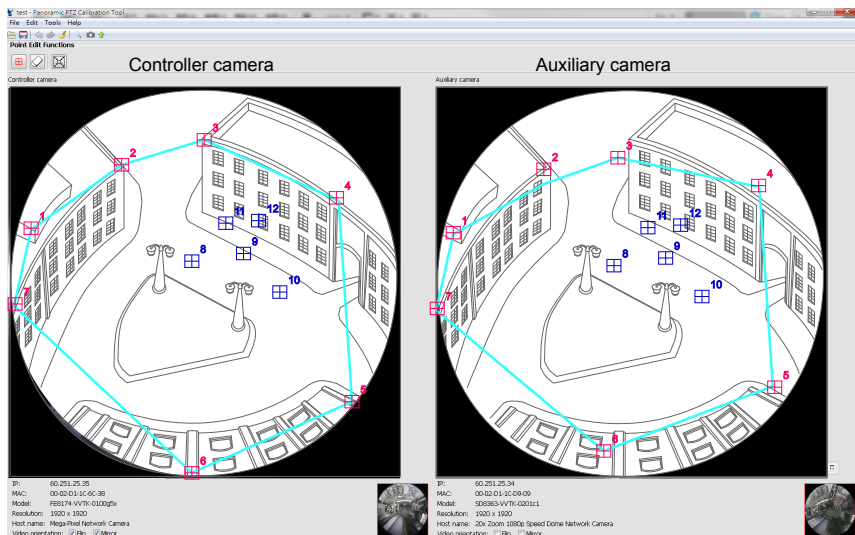 test - Panoramic PTZ Calibration Tool
File Edit Tools Help
Point Edit Functions
Controller camera
Auxiliary camera
Controller camera
Auxiliary camera
1
2
3
4
5
6
7
8
9
10
11
12
1
2
3
4
5
6
7
8
9
10
11
12
IP: 60.251.25.35
MAC: 00-02-D1-1C-6C-38
Model: FE8174-VVTK-0100g5x
Resolution: 1920 x 1920
Host name: Mega-Pixel Network Camera
Video orientation: Flip Mirror
IP: 60.251.25.34
MAC: 00-02-D1-1C-D9-09
Model: SD8363-VVTK-0201c1
Resolution: 1920 x 1920
Host name: 20x Zoom 1080p Speed Dome Network Camera
Video orientation: Flip Mirror